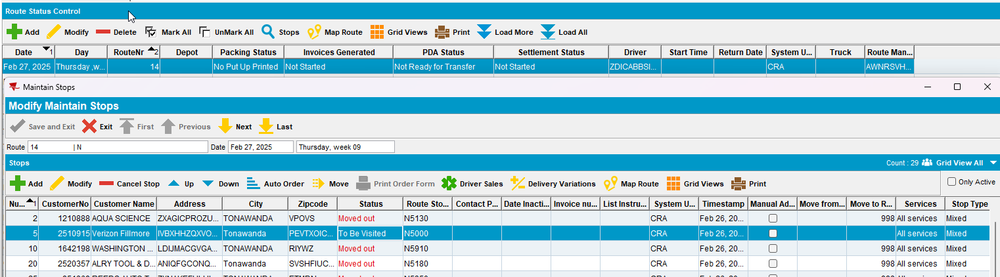 Route Status Control
Add Modify Delete Mark All UnMark All Stops Map Route Grid Views Print Load More Load All
Date 1 Day RouteNr 2 Depot Packing Status Invoices Generated PDA Status Settlement Status Driver Start Time Return Date System U... Truck Route Man...
Feb 27, 2025 Thursday ,w... 14 No Put Up Printed Not Started Not Ready for Transfer Not Started ZDICABBSI... CRA AWNRSVH...
Maintain Stops
Modify Maintain Stops
Save and Exit Exit First Previous Next Last
Route 14 | N Date Feb 27, 2025 Thursday, week 09
Stops Count : 29 Grid View All
Add Modify Cancel Stop Up Down Auto Order Move Print Order Form Driver Sales Delivery Variations Map Route Grid Views Print Only Active
Nu... 1 CustomerNo Customer Name Address City Zipcode Status Route Sto... Contact P... Date Inacti... Invoice nu... List Instru... System U... Timestamp Manual Ad... Move from... Move to R... Services Stop Type
2 1210888 AQUA SCIENCE ZXAGICPROZU... TONAWANDA VPOVS Moved out N5130 CRA Feb 26, 20... 998 All services Mixed
5 2510915 Verizon Fillmore IVBXHHZQXVO... Tonawanda PEVTXOIC... To Be Visited N5000 CRA Feb 26, 20... All services Mixed
10 1642198 WASHINGTON ... LDIJMACGVGA... TONAWANDA RIYWZ Moved out N5910 CRA Feb 26, 20... 998 All services Mixed
20 2520357 ALRY TOOL & D... ANIQFGCONQ... Tonawanda SVSHFIUC... Moved out N5180 CRA Feb 26, 20... 998 All services Mixed